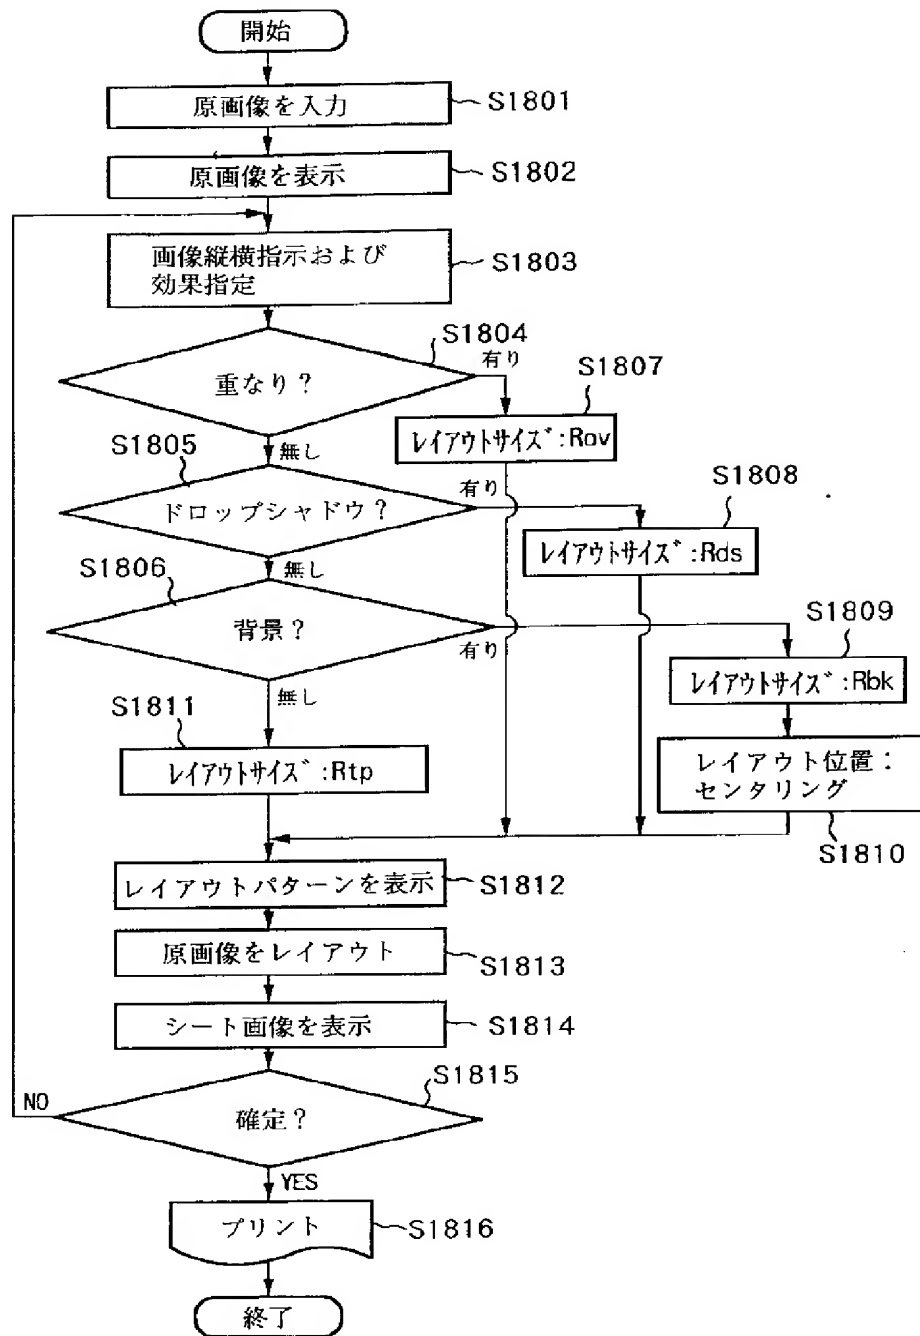 開始
原画像を入力
S1801
原画像を表示
S1802
画像縦横指示および
効果指定
S1803
重なり？
S1804
有り
S1807
レイアウトサイズ:Rov
無し
S1805
ドロップシャドウ？
有り
S1808
レイアウトサイズ:Rds
無し
S1806
背景？
有り
S1809
レイアウトサイズ:Rbk
無し
S1811
レイアウトサイズ:Rtp
レイアウト位置：
センタリング
S1810
レイアウトパターンを表示
S1812
原画像をレイアウト
S1813
シート画像を表示
S1814
S1815
NO
確定？
YES
プリント
S1816
終了